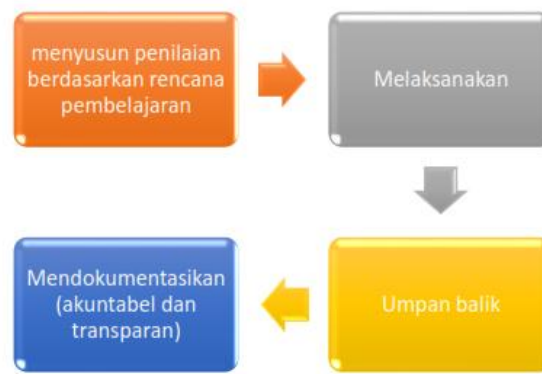 menyusun penilaian
berdasarkan rencana
pembelajaran
Melaksanakan
Umpan balik
Mendokumentasikan
(akuntabel dan
transparan)